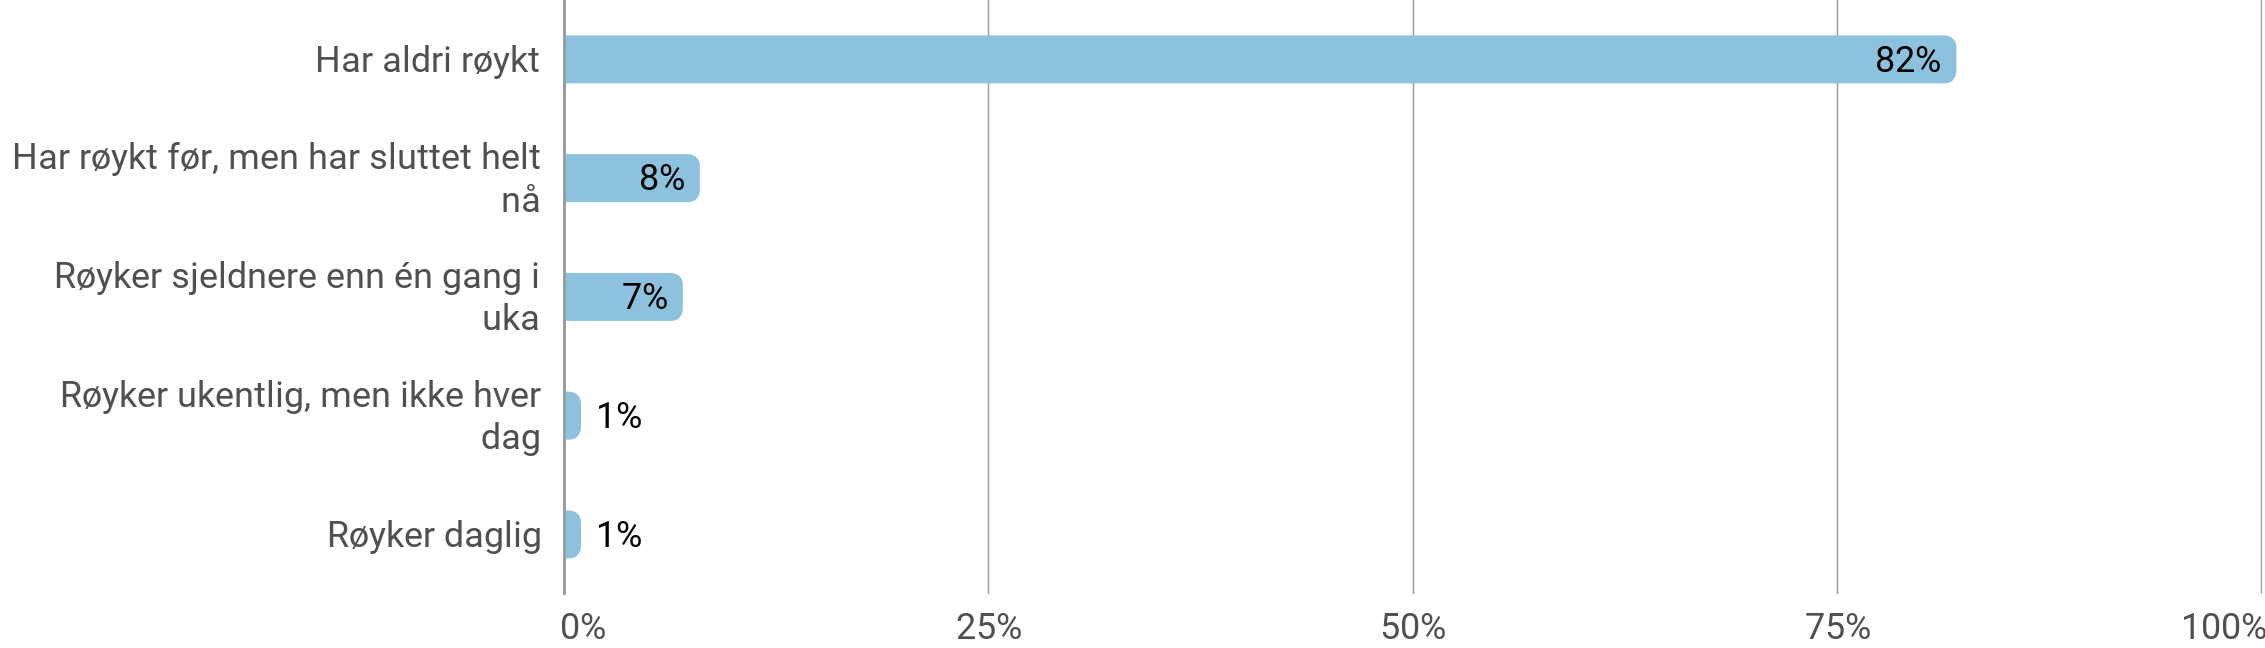 Har aldri røykt
82%
Har røykt før, men har sluttet helt
nå
8%
Røyker sjeldnere enn én gang i
uka
7%
Røyker ukentlig, men ikke hver
dag
1%
Røyker daglig
1%
0%
25%
50%
75%
100%